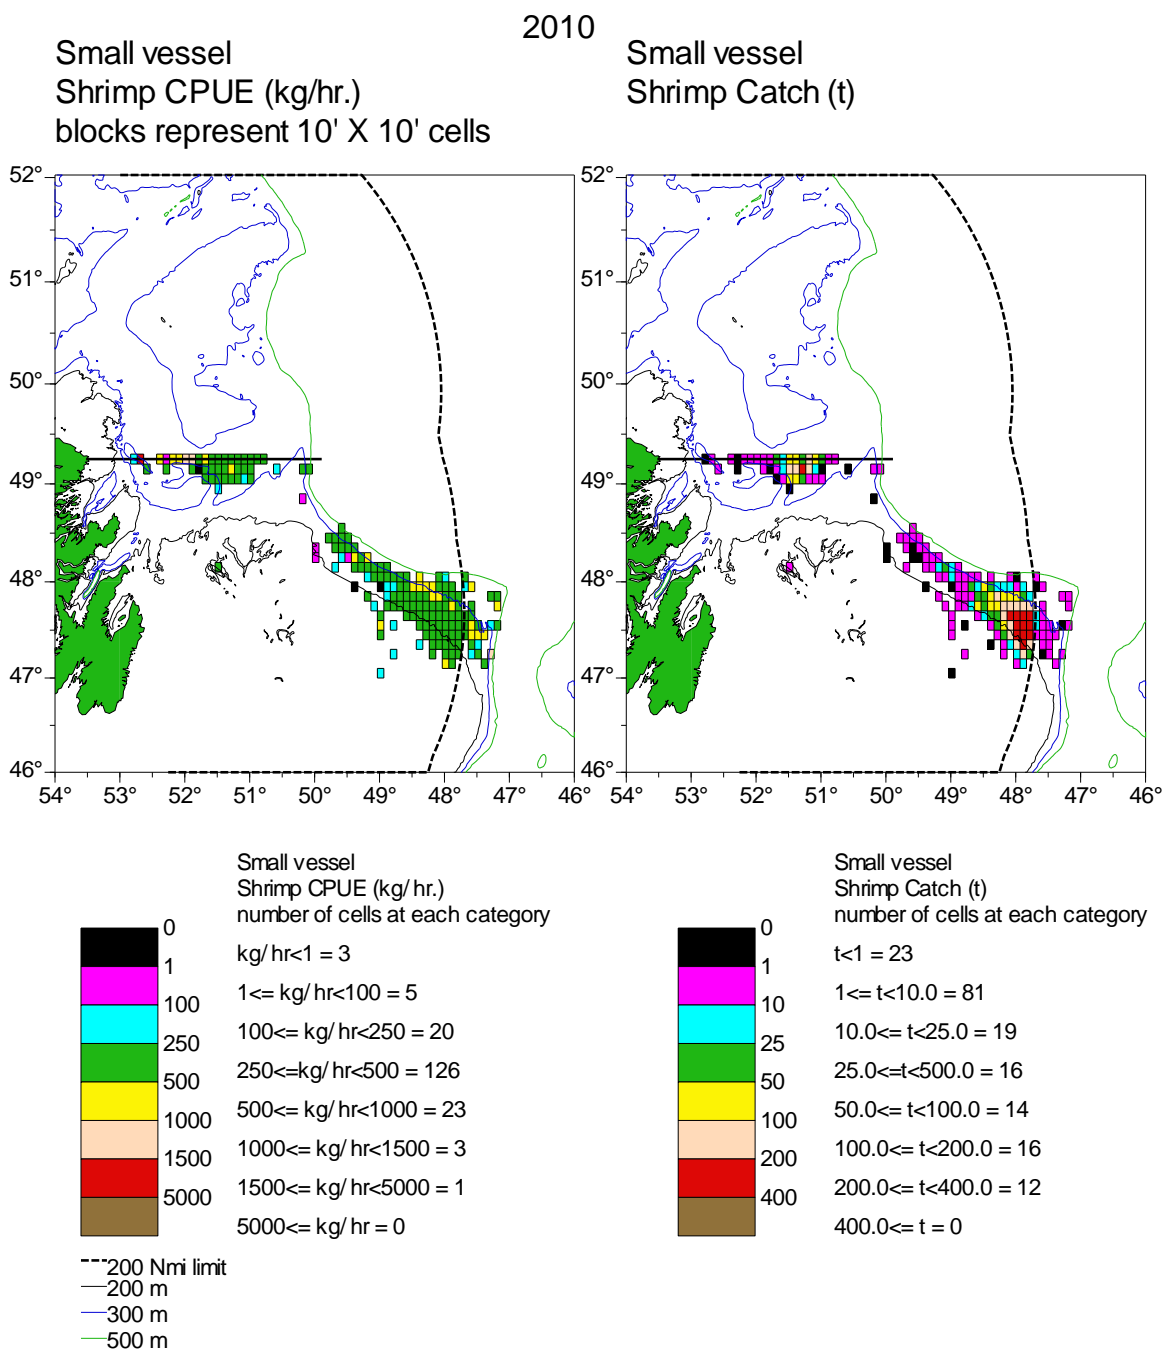 2010
Small vessel
Shrimp CPUE (kg/hr.)
blocks represent 10' X 10' cells
Small vessel
Shrimp Catch (t)
52°
51°
50°
49°
48°
47°
46°
54° 53° 52° 51° 50° 49° 48° 47° 46°
52°
51°
50°
49°
48°
47°
46°
54° 53° 52° 51° 50° 49° 48° 47° 46°
Small vessel
Shrimp CPUE (kg/hr.)
number of cells at each category
0
kg/hr<1 = 3
1
1<= kg/hr<100 = 5
100
100<= kg/hr<250 = 20
250
250<=kg/hr<500 = 126
500
500<= kg/hr<1000 = 23
1000
1000<= kg/hr<1500 = 3
1500
1500<= kg/hr<5000 = 1
5000
5000<= kg/hr = 0
200 Nmi limit
200 m
300 m
500 m
Small vessel
Shrimp Catch (t)
number of cells at each category
0
t<1 = 23
1
1<= t<10.0 = 81
10
10.0<= t<25.0 = 19
25
25.0<=t<500.0 = 16
50
50.0<= t<100.0 = 14
100
100.0<= t<200.0 = 16
200
200.0<= t<400.0 = 12
400
400.0<= t = 0